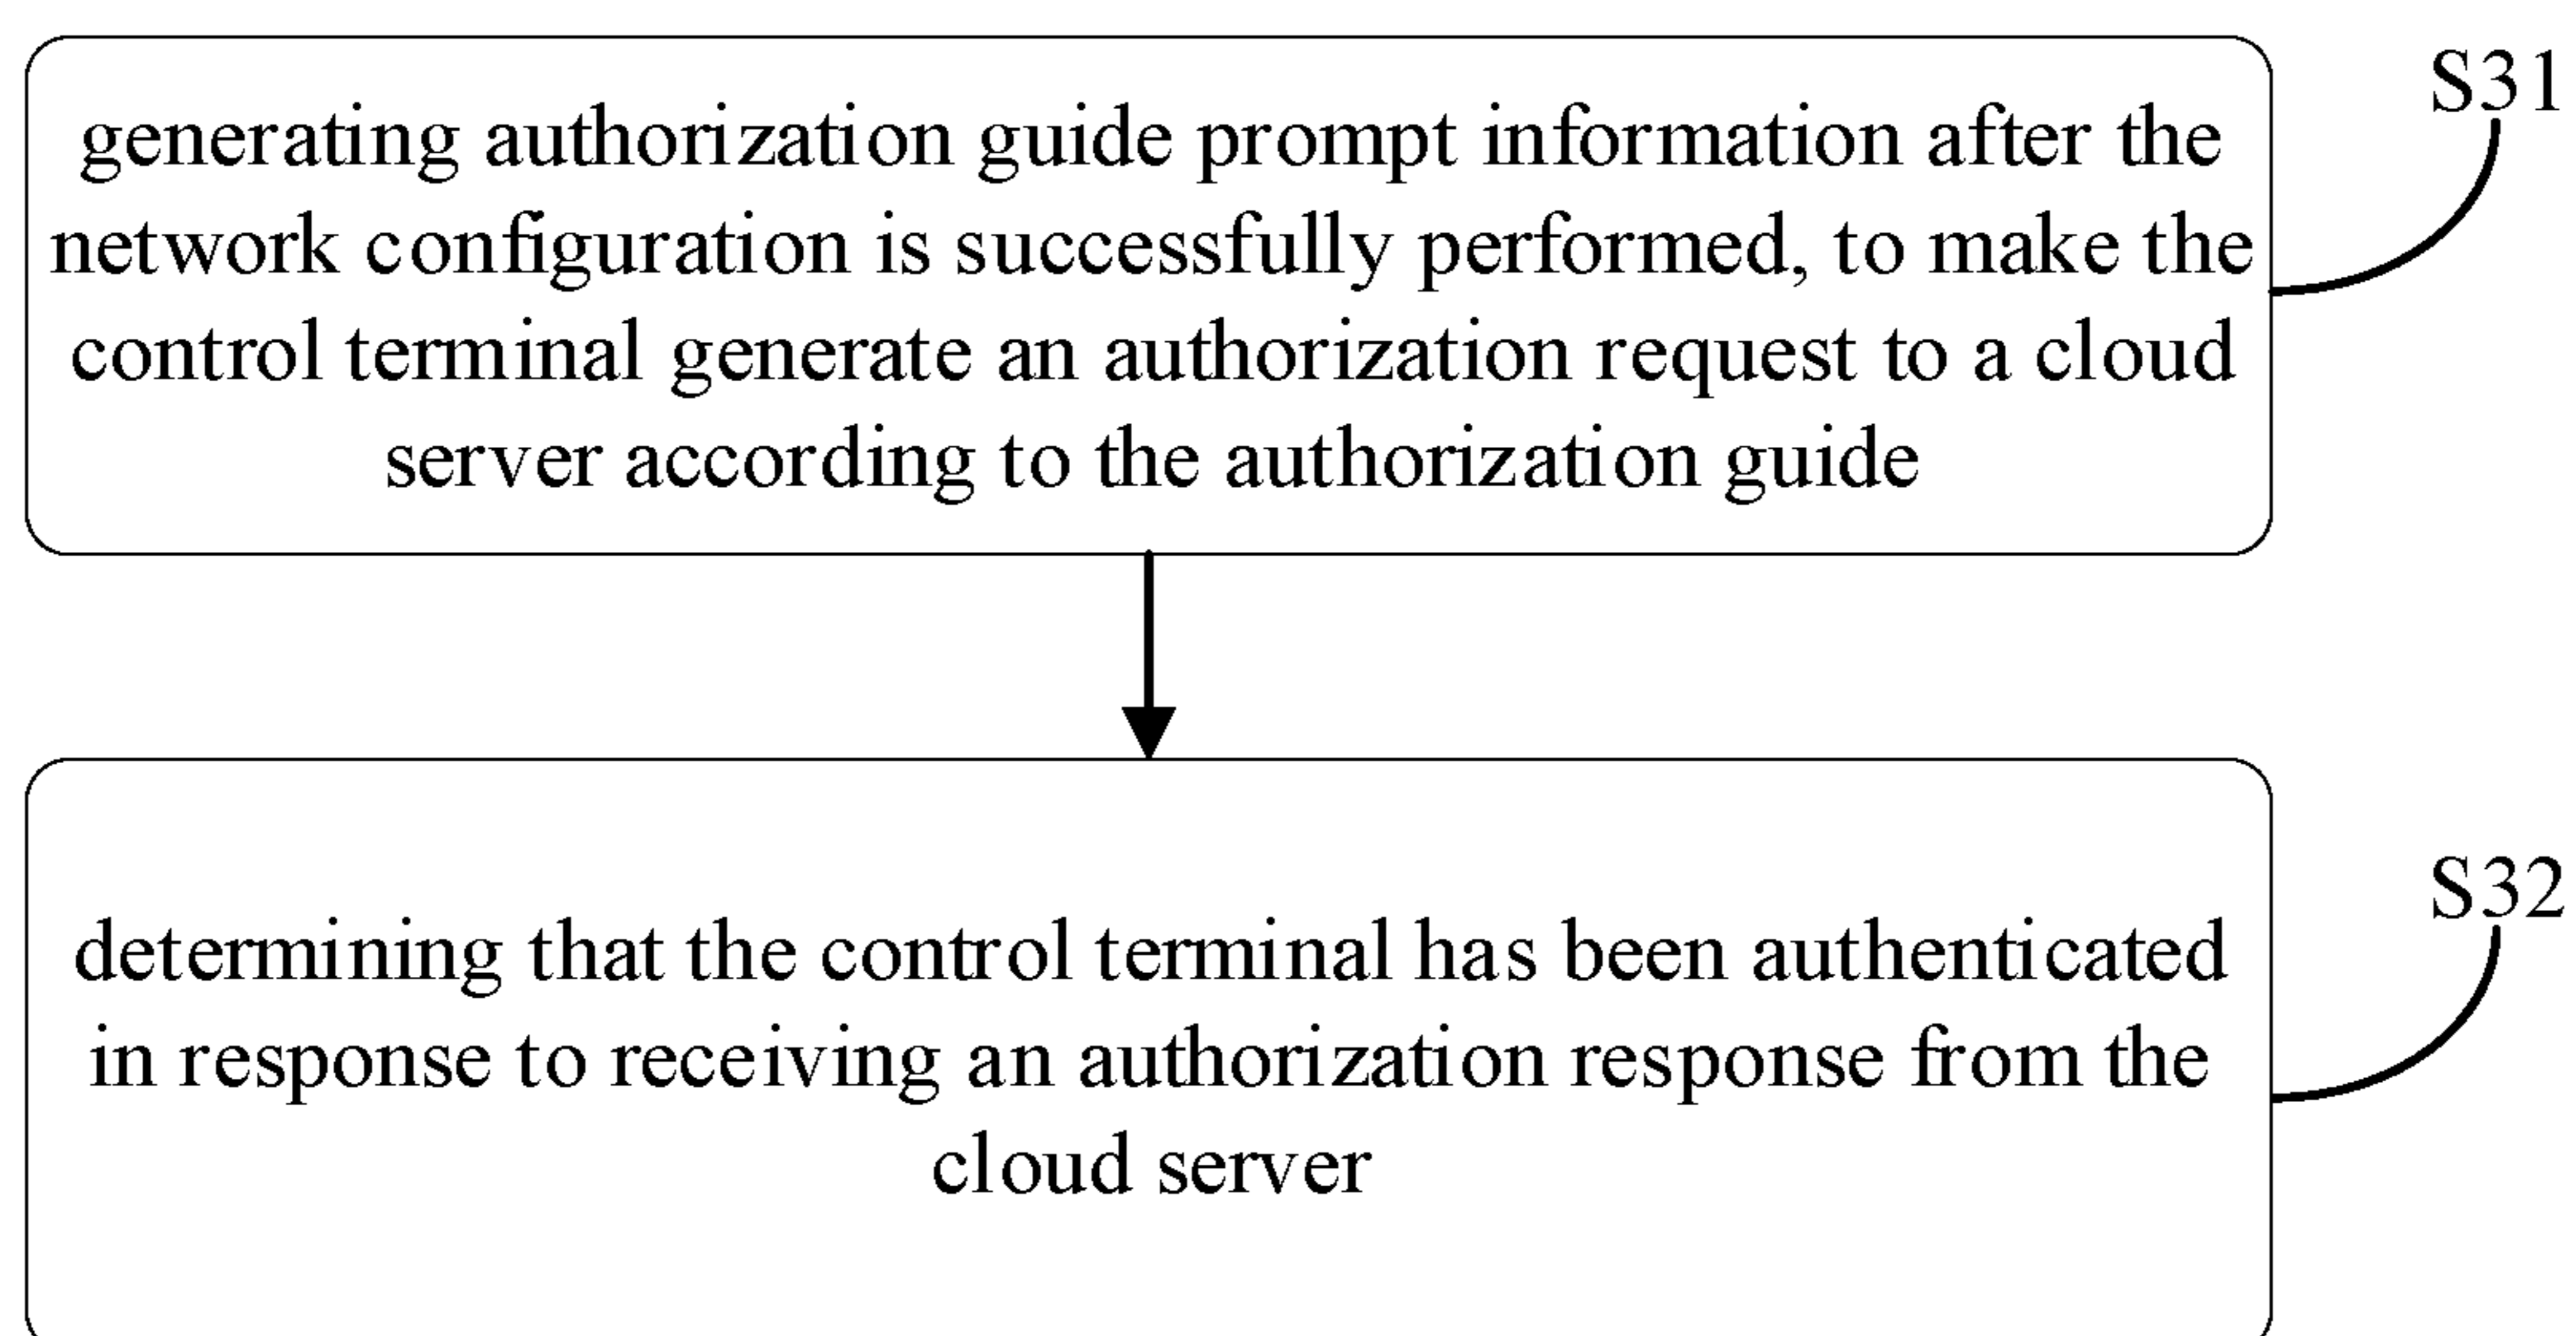 S31
generating authorization guide prompt information after the
network configuration is successfully performed, to make the
control terminal generate an authorization request to a cloud
server according to the authorization guide
S32
determining that the control terminal has been authenticated
in response to receiving an authorization response from the
cloud server